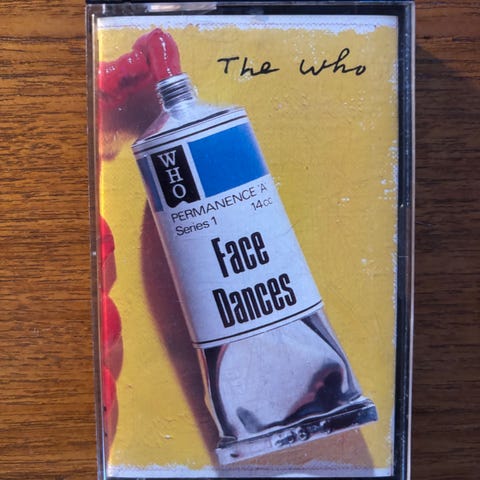 The Who
WHO
PERMANENCE 'A'
Series 1 14cc
Face
Dances